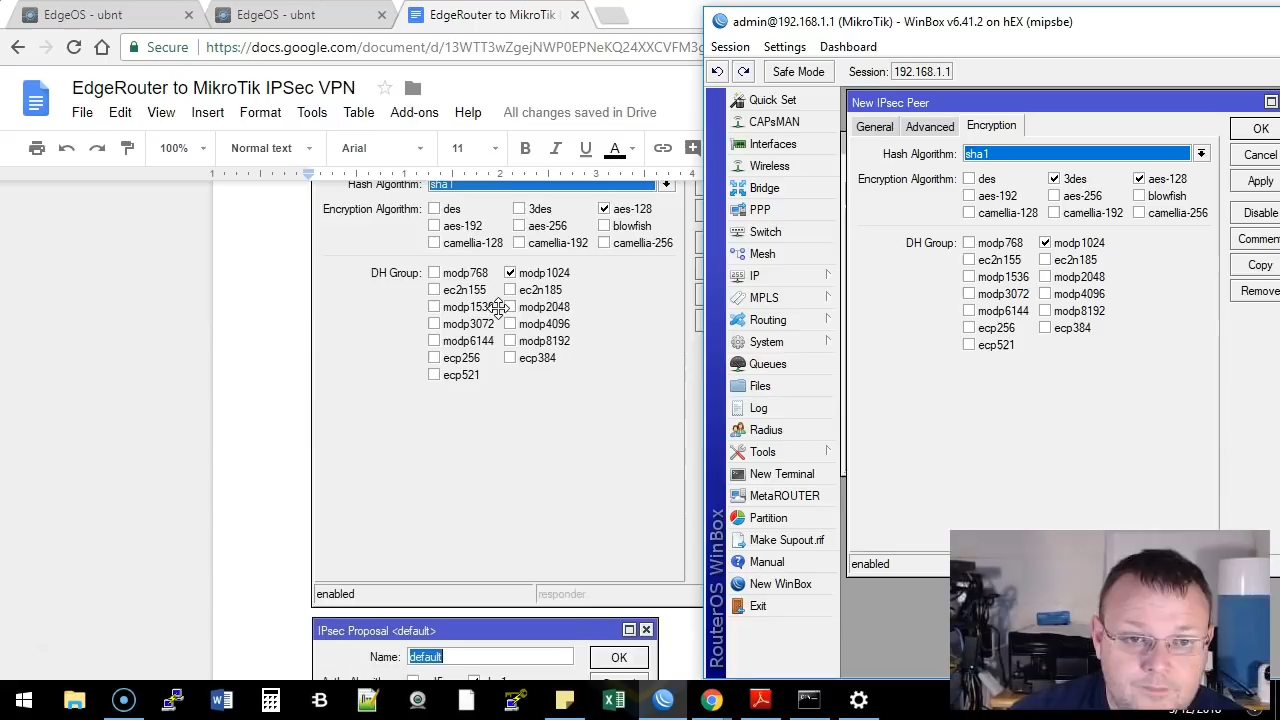 EdgeOS - ubnt
EdgeOS - ubnt
EdgeRouter to MikroTik
Secure
https://docs.google.com/document/d/13WTT3wZgejNWP0EPNeKQ24XXCVFM3
EdgeRouter to MikroTik IPSec VPN
File Edit View Insert Format Tools Table Add-ons Help All changes saved in Drive
100% Normal text Arial 11 B I U A
1 1 2 3 4
Hash Algorithm: sha1
Encryption Algorithm: des 3des aes-128
aes-192 aes-256 blowfish
camellia-128 camellia-192 camellia-256
DH Group: modp768 modp1024
ec2n155 ec2n185
modp1536 modp2048
modp3072 modp4096
modp6144 modp8192
ecp256 ecp384
ecp521
enabled responder
IPsec Proposal <default>
Name: default OK
admin@192.168.1.1 (MikroTik) - WinBox v6.41.2 on hEX (mipsbe)
Session Settings Dashboard
Safe Mode Session: 192.168.1.1
Quick Set
CAPsMAN
Interfaces
Wireless
Bridge
PPP
Switch
Mesh
IP
MPLS
Routing
System
Queues
Files
Log
Radius
Tools
New Terminal
MetaROUTER
Partition
Make Supout.rif
Manual
New WinBox
Exit
RouterOS WinBox
New IPsec Peer
General Advanced Encryption
Hash Algorithm: sha1
Encryption Algorithm: des 3des aes-128
aes-192 aes-256 blowfish
camellia-128 camellia-192 camellia-256
DH Group: modp768 modp1024
ec2n155 ec2n185
modp1536 modp2048
modp3072 modp4096
modp6144 modp8192
ecp256 ecp384
ecp521
OK
Cancel
Apply
Disable
Comment
Copy
Remove
enabled